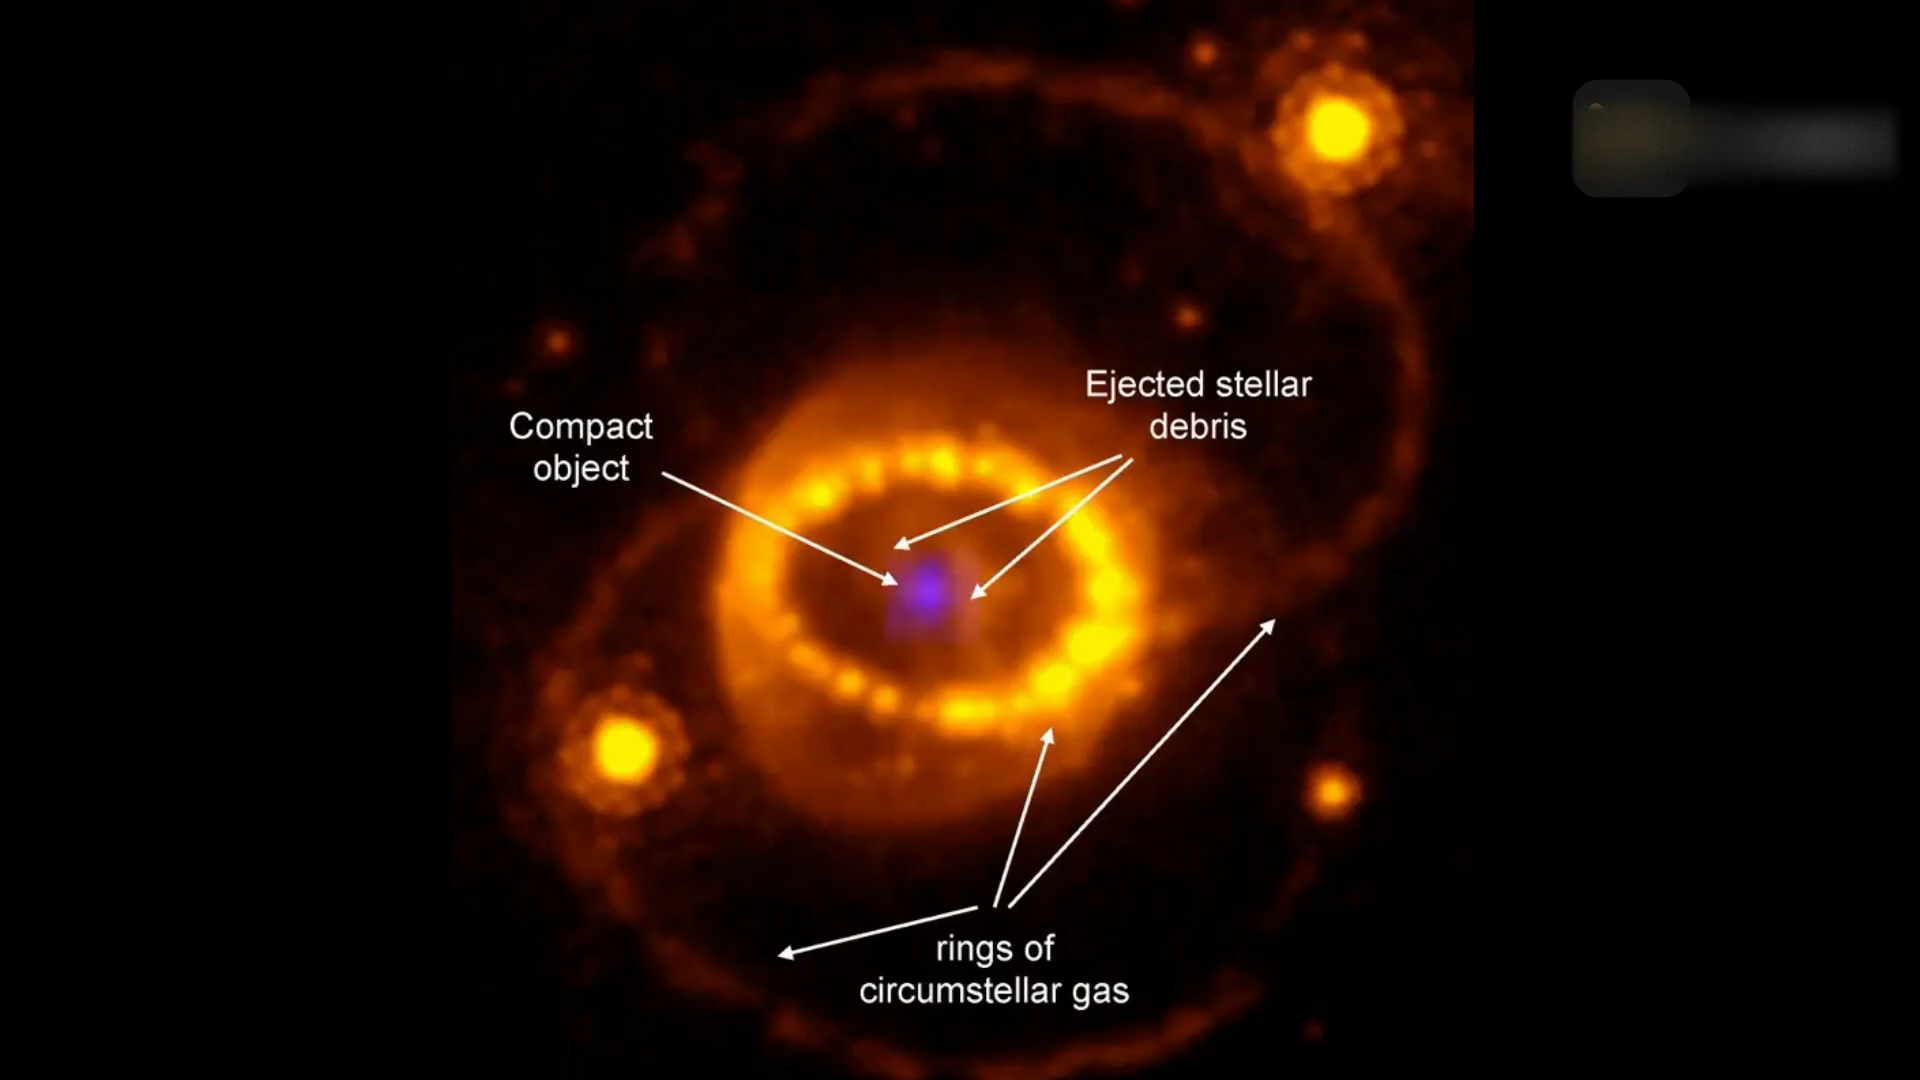 Ejected stellar
debris
Compact
object
rings of
circumstellar gas